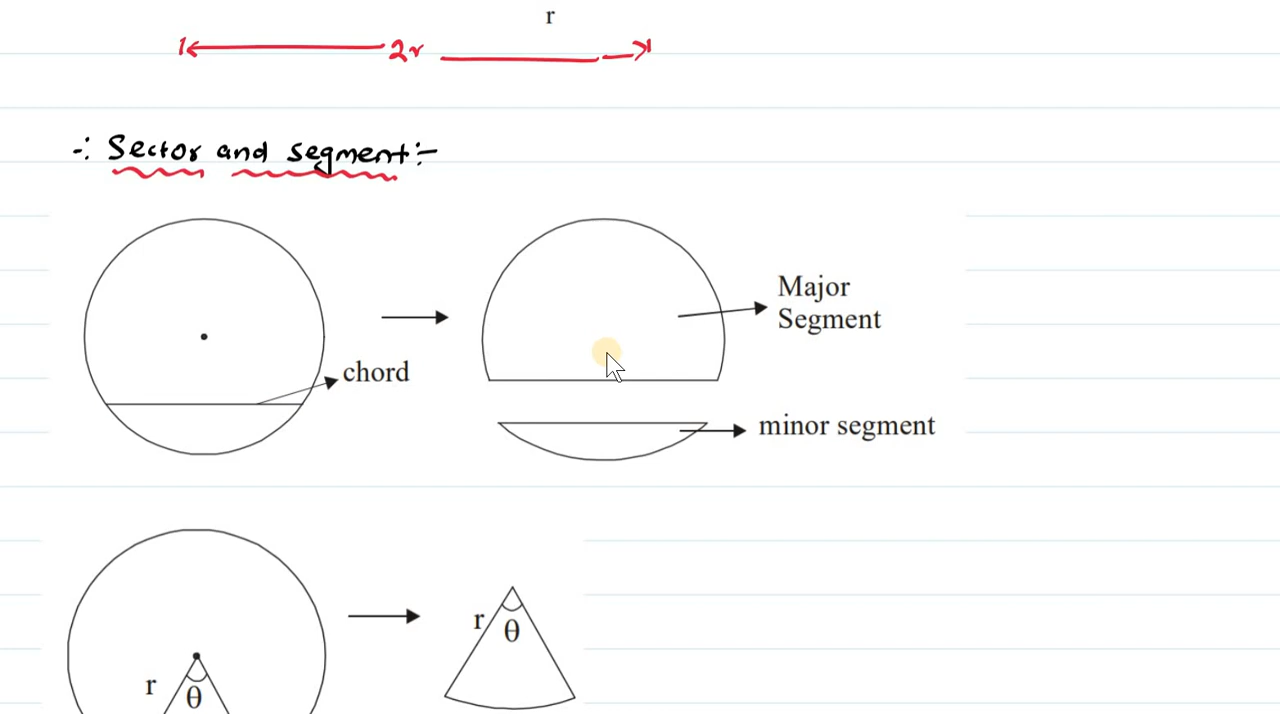 r
2r
-: Sector and segment:-
Major
Segment
chord
minor segment
r
θ
r
θ